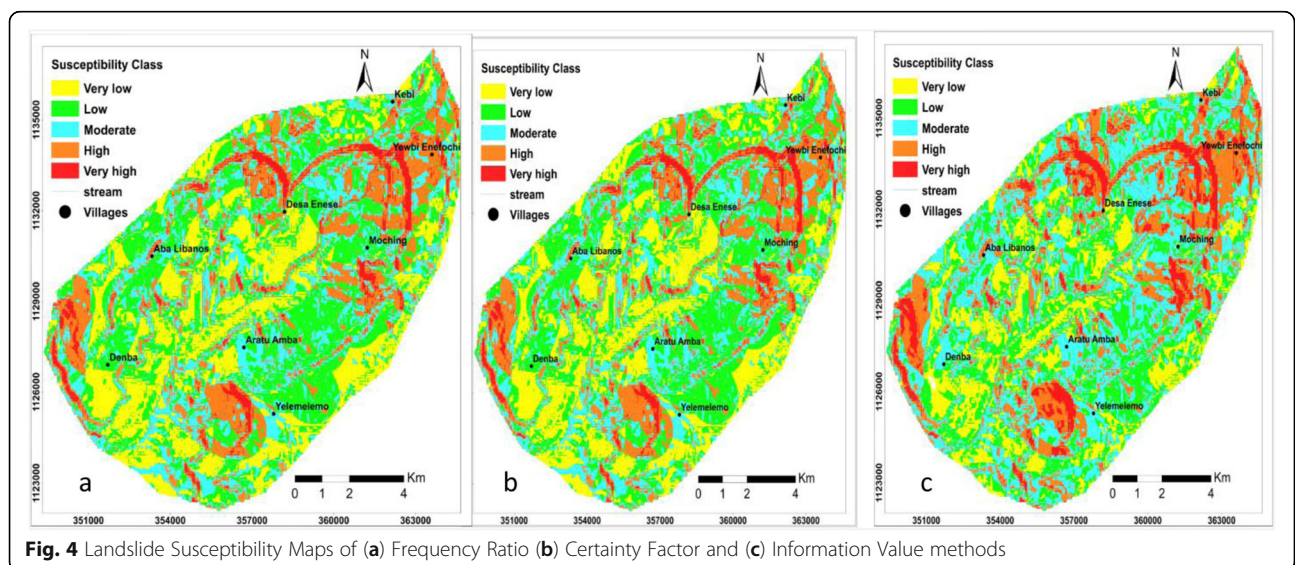 Susceptibility Class
Very low
Low
Moderate
High
Very high
stream
Villages
N
Kebi
Yewbi Enefochi
Desa Enese
Aba Libanos
Moching
Aratu Amba
Denba
Yelemelemo
1135000
1132000
1129000
1126000
1123000
a
Km
0 1 2 4
351000 354000 357000 360000 363000
Susceptibility Class
Very low
Low
Moderate
High
Very high
stream
Villages
N
Kebi
Yewbi Enefochi
Desa Enese
Aba Libanos
Moching
Aratu Amba
Denba
Yelemelemo
b
Km
0 1 2 4
351000 354000 357000 360000 363000
Susceptibility Class
Very low
Low
Moderate
High
Very high
stream
Villages
N
Kebi
Yewbi Enefochi
Desa Enese
Aba Libanos
Moching
Aratu Amba
Denba
Yelemelemo
1135000
1132000
1129000
1126000
1123000
c
Km
0 1 2 4
351000 354000 357000 360000 363000
Fig. 4 Landslide Susceptibility Maps of (a) Frequency Ratio (b) Certainty Factor and (c) Information Value methods